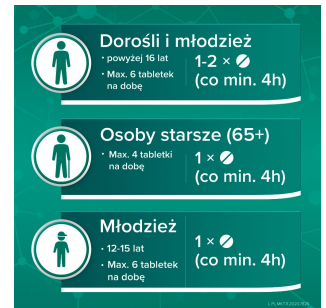 Dorośli i młodzież
• powyżej 16 lat
• Max. 6 tabletek
na dobę
1-2 ×
(co min. 4h)
Osoby starsze (65+)
• Max. 4 tabletki
na dobę
1 ×
(co min. 4h)
Młodzież
• 12-15 lat
• Max. 6 tabletek
na dobę
1 ×
(co min. 4h)